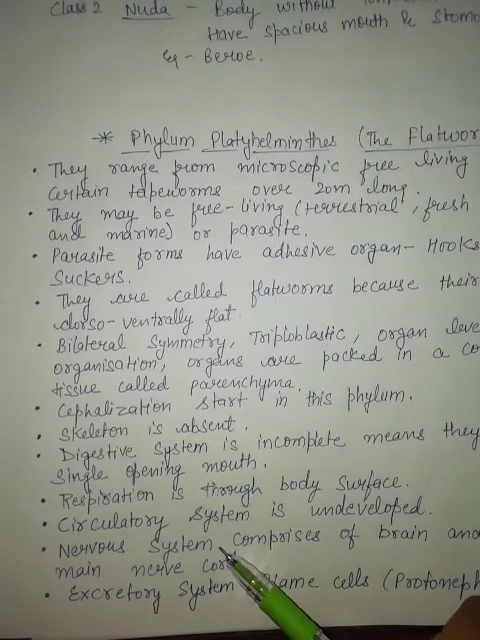 Class 2 Nuda - Body without
Have spacious mouth & stoma
Eg - Beroe.
* Phylum Platyhelminthes (The Flatwor
• They range from microscopic free living
certain tapeworms over 20m long.
• They may be free-living (terrestrial, fresh
and marine) or parasite.
• Parasite forms have adhesive organ- Hooks
Suckers.
• They are called flatworms because their
dorso-ventrally flat.
• Bilateral Symmetry, Triploblastic, organ leve
organisation, organs are packed in a co
tissue called parenchyma.
• Cephalization start in this phylum.
• Skeleton is absent.
• Digestive System is incomplete means they
single opening mouth.
• Respiration is through body surface.
• Circulatory System is undeveloped.
• Nervous System comprises of brain and
main nerve cor
• Excretory System flame cells (Protoneph